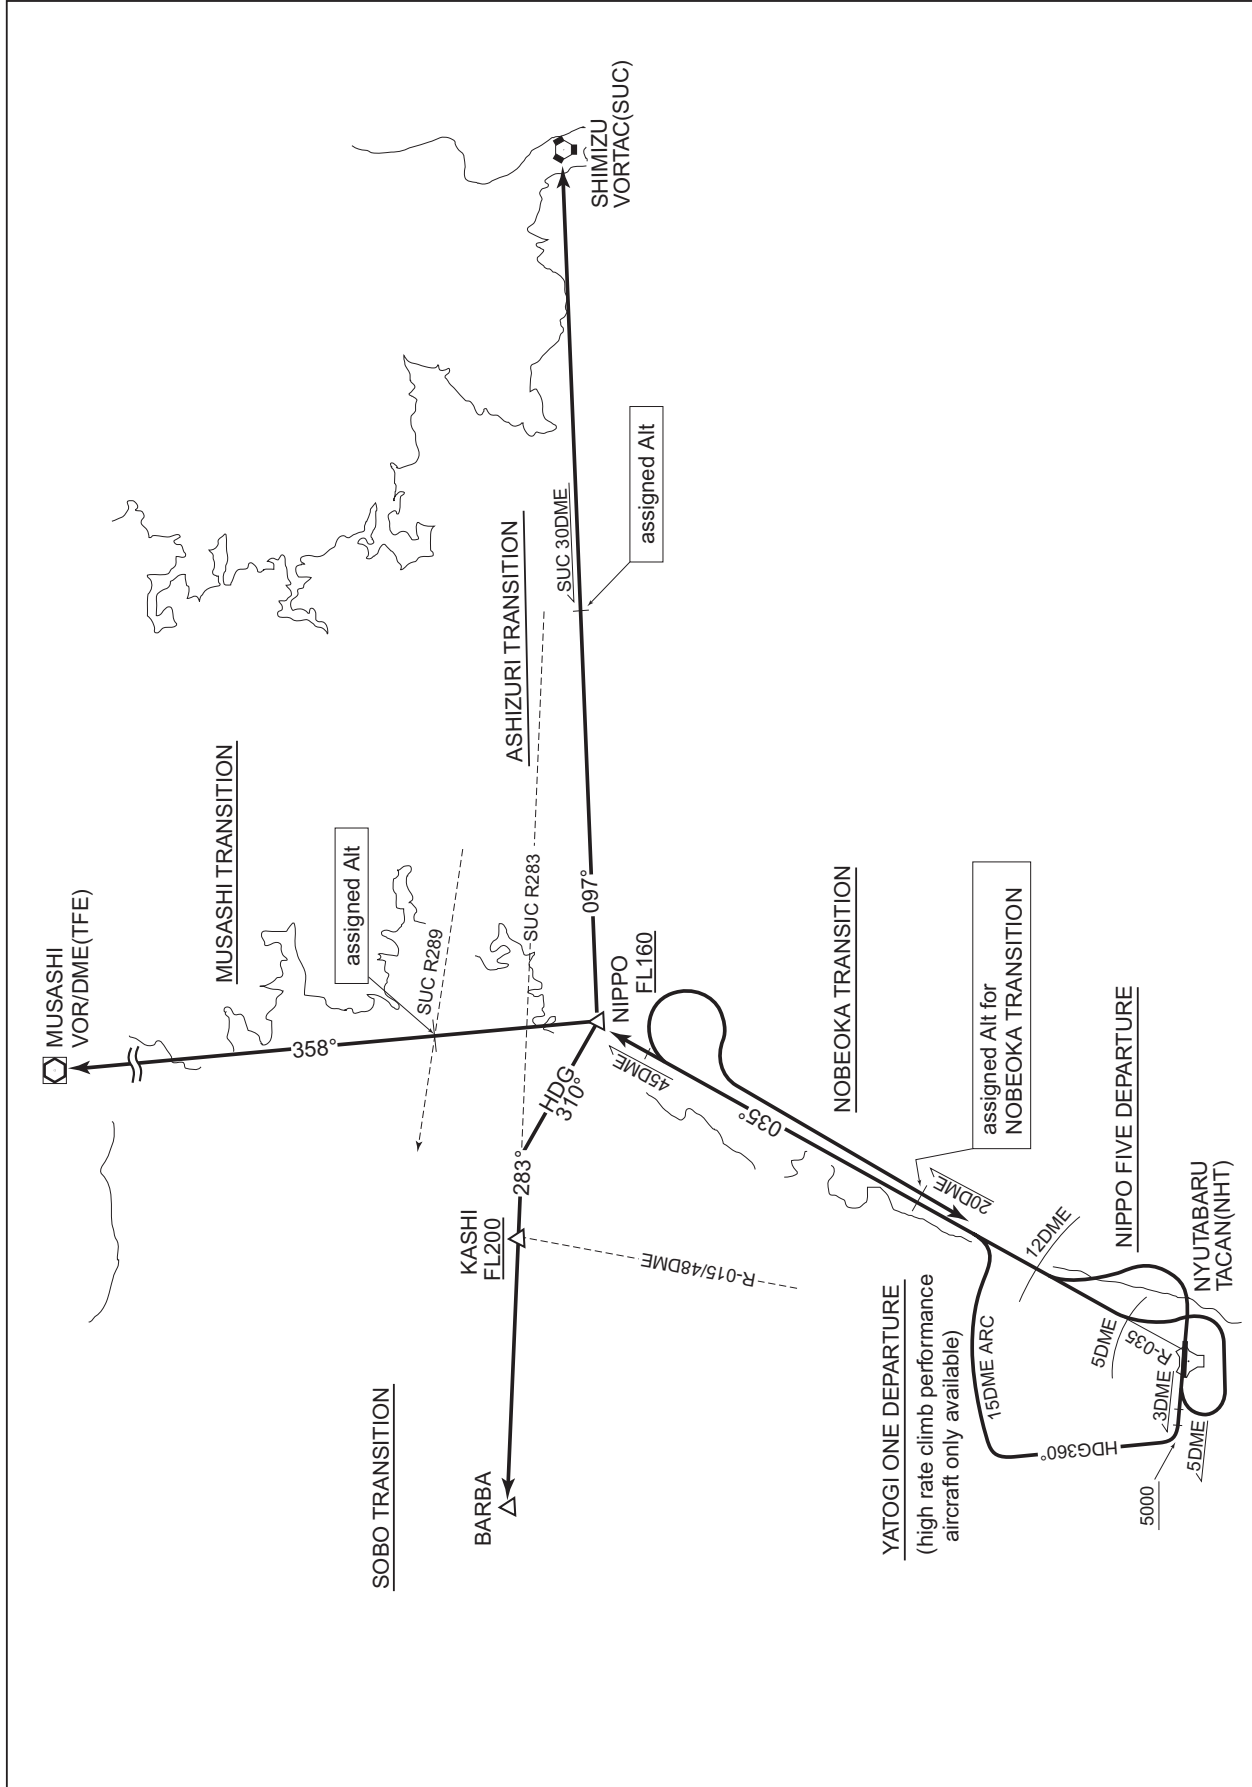 MUSASHI
VOR/DME(TFE)
MUSASHI TRANSITION
358°
assigned Alt
SUC R289
SHIMIZU
VORTAC(SUC)
ASHIZURI TRANSITION
SUC 30DME
assigned Alt
SUC R283
097°
NIPPO
FL160
HDG
310°
283°
KASHI
FL200
R-015/48DME
BARBA
SOBO TRANSITION
45DME
035°
NOBEOKA TRANSITION
20DME
assigned Alt for
NOBEOKA TRANSITION
12DME
NIPPO FIVE DEPARTURE
NYUTABARU
TACAN(NHT)
YATOGI ONE DEPARTURE
(high rate climb performance
aircraft only available)
15DME ARC
5DME
R-035
3DME
5DME
HDG360°
5000